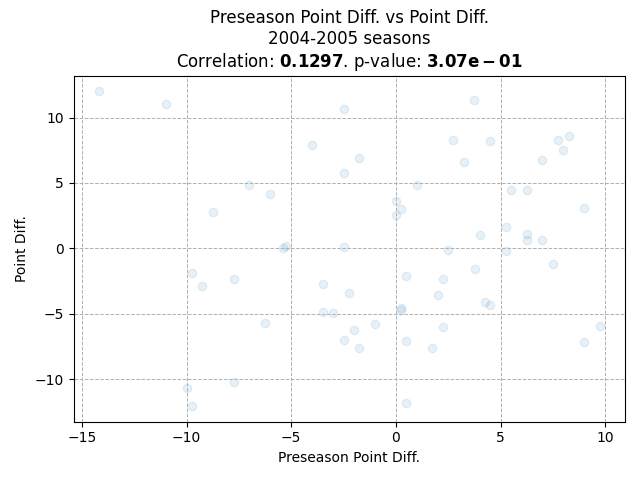 Preseason Point Diff. vs Point Diff.
2004-2005 seasons
Correlation: 0.1297. p-value: 3.07e−01
10
5
0
−5
−10
Point Diff.
−15
−10
−5
0
5
10
Preseason Point Diff.